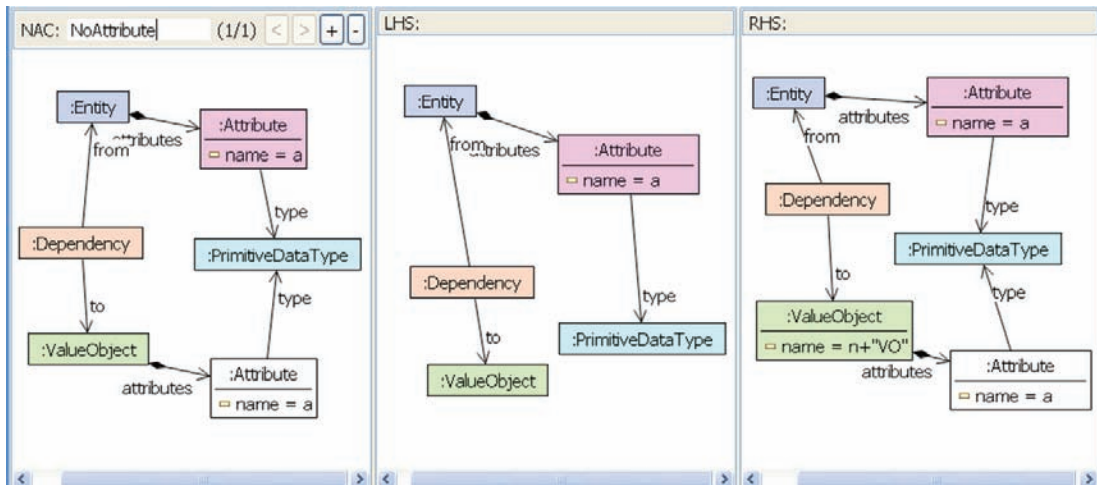 NAC: NoAttribute (1/1) < > + -
:Entity
attributes
from
:Attribute
name = a
type
:Dependency
:PrimitiveDataType
type
to
:ValueObject
attributes
:Attribute
name = a
LHS:
:Entity
from
attributes
:Attribute
name = a
:Dependency
type
to
:PrimitiveDataType
:ValueObject
RHS:
:Entity
attributes
:Attribute
name = a
from
:Dependency
type
:PrimitiveDataType
to
type
:ValueObject
name = n+"VO"
attributes
:Attribute
name = a